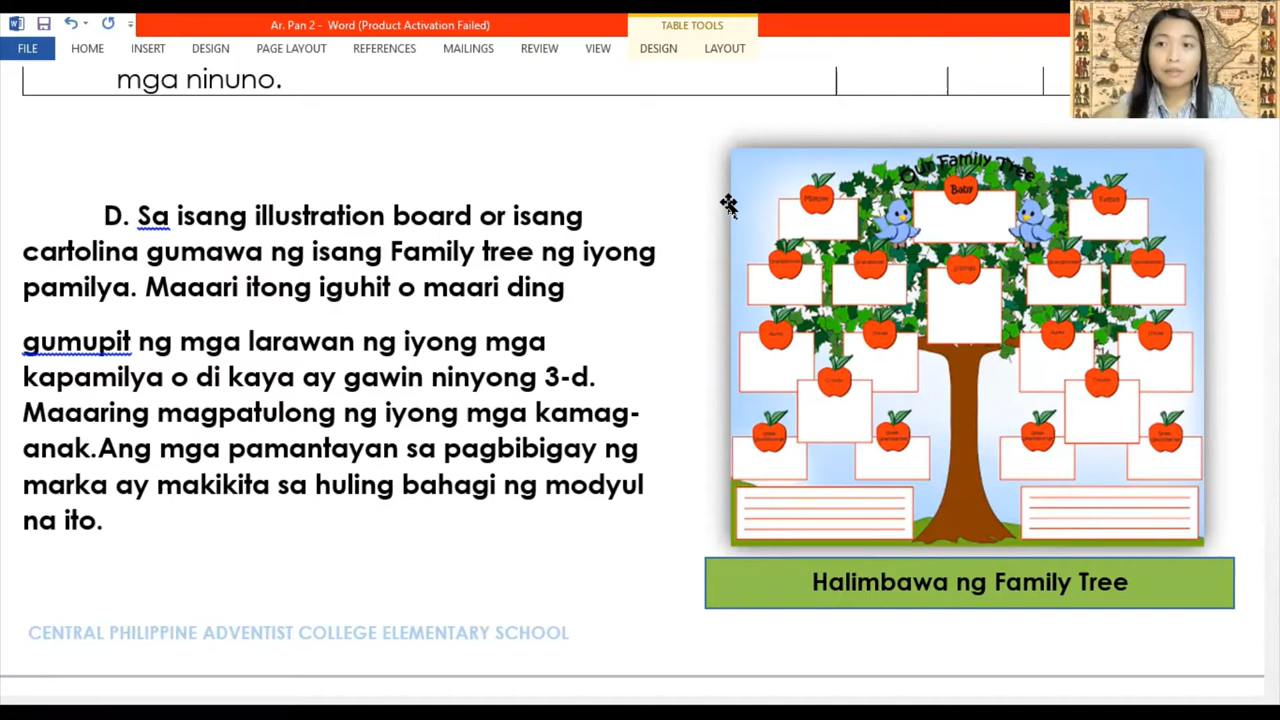 Ar. Pan 2 - Word (Product Activation Failed)
TABLE TOOLS
FILE
HOME
INSERT
DESIGN
PAGE LAYOUT
REFERENCES
MAILINGS
REVIEW
VIEW
DESIGN
LAYOUT
mga ninuno.
D. Sa isang illustration board or isang
cartolina gumawa ng isang Family tree ng iyong
pamilya. Maaari itong iguhit o maari ding
gumupit ng mga larawan ng iyong mga
kapamilya o di kaya ay gawin ninyong 3-d.
Maaaring magpatulong ng iyong mga kamag-
anak.Ang mga pamantayan sa pagbibigay ng
marka ay makikita sa huling bahagi ng modyul
na ito.
Our Family Tree
Baby
Halimbawa ng Family Tree
CENTRAL PHILIPPINE ADVENTIST COLLEGE ELEMENTARY SCHOOL